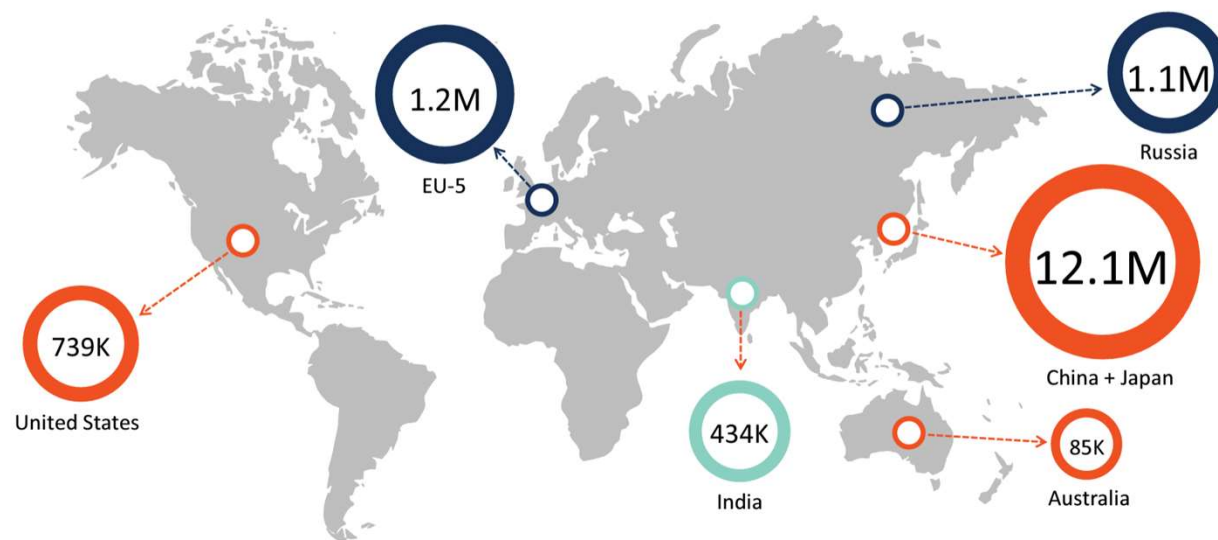 1.2M
EU-5
1.1M
Russia
12.1M
China + Japan
739K
United States
434K
India
85K
Australia